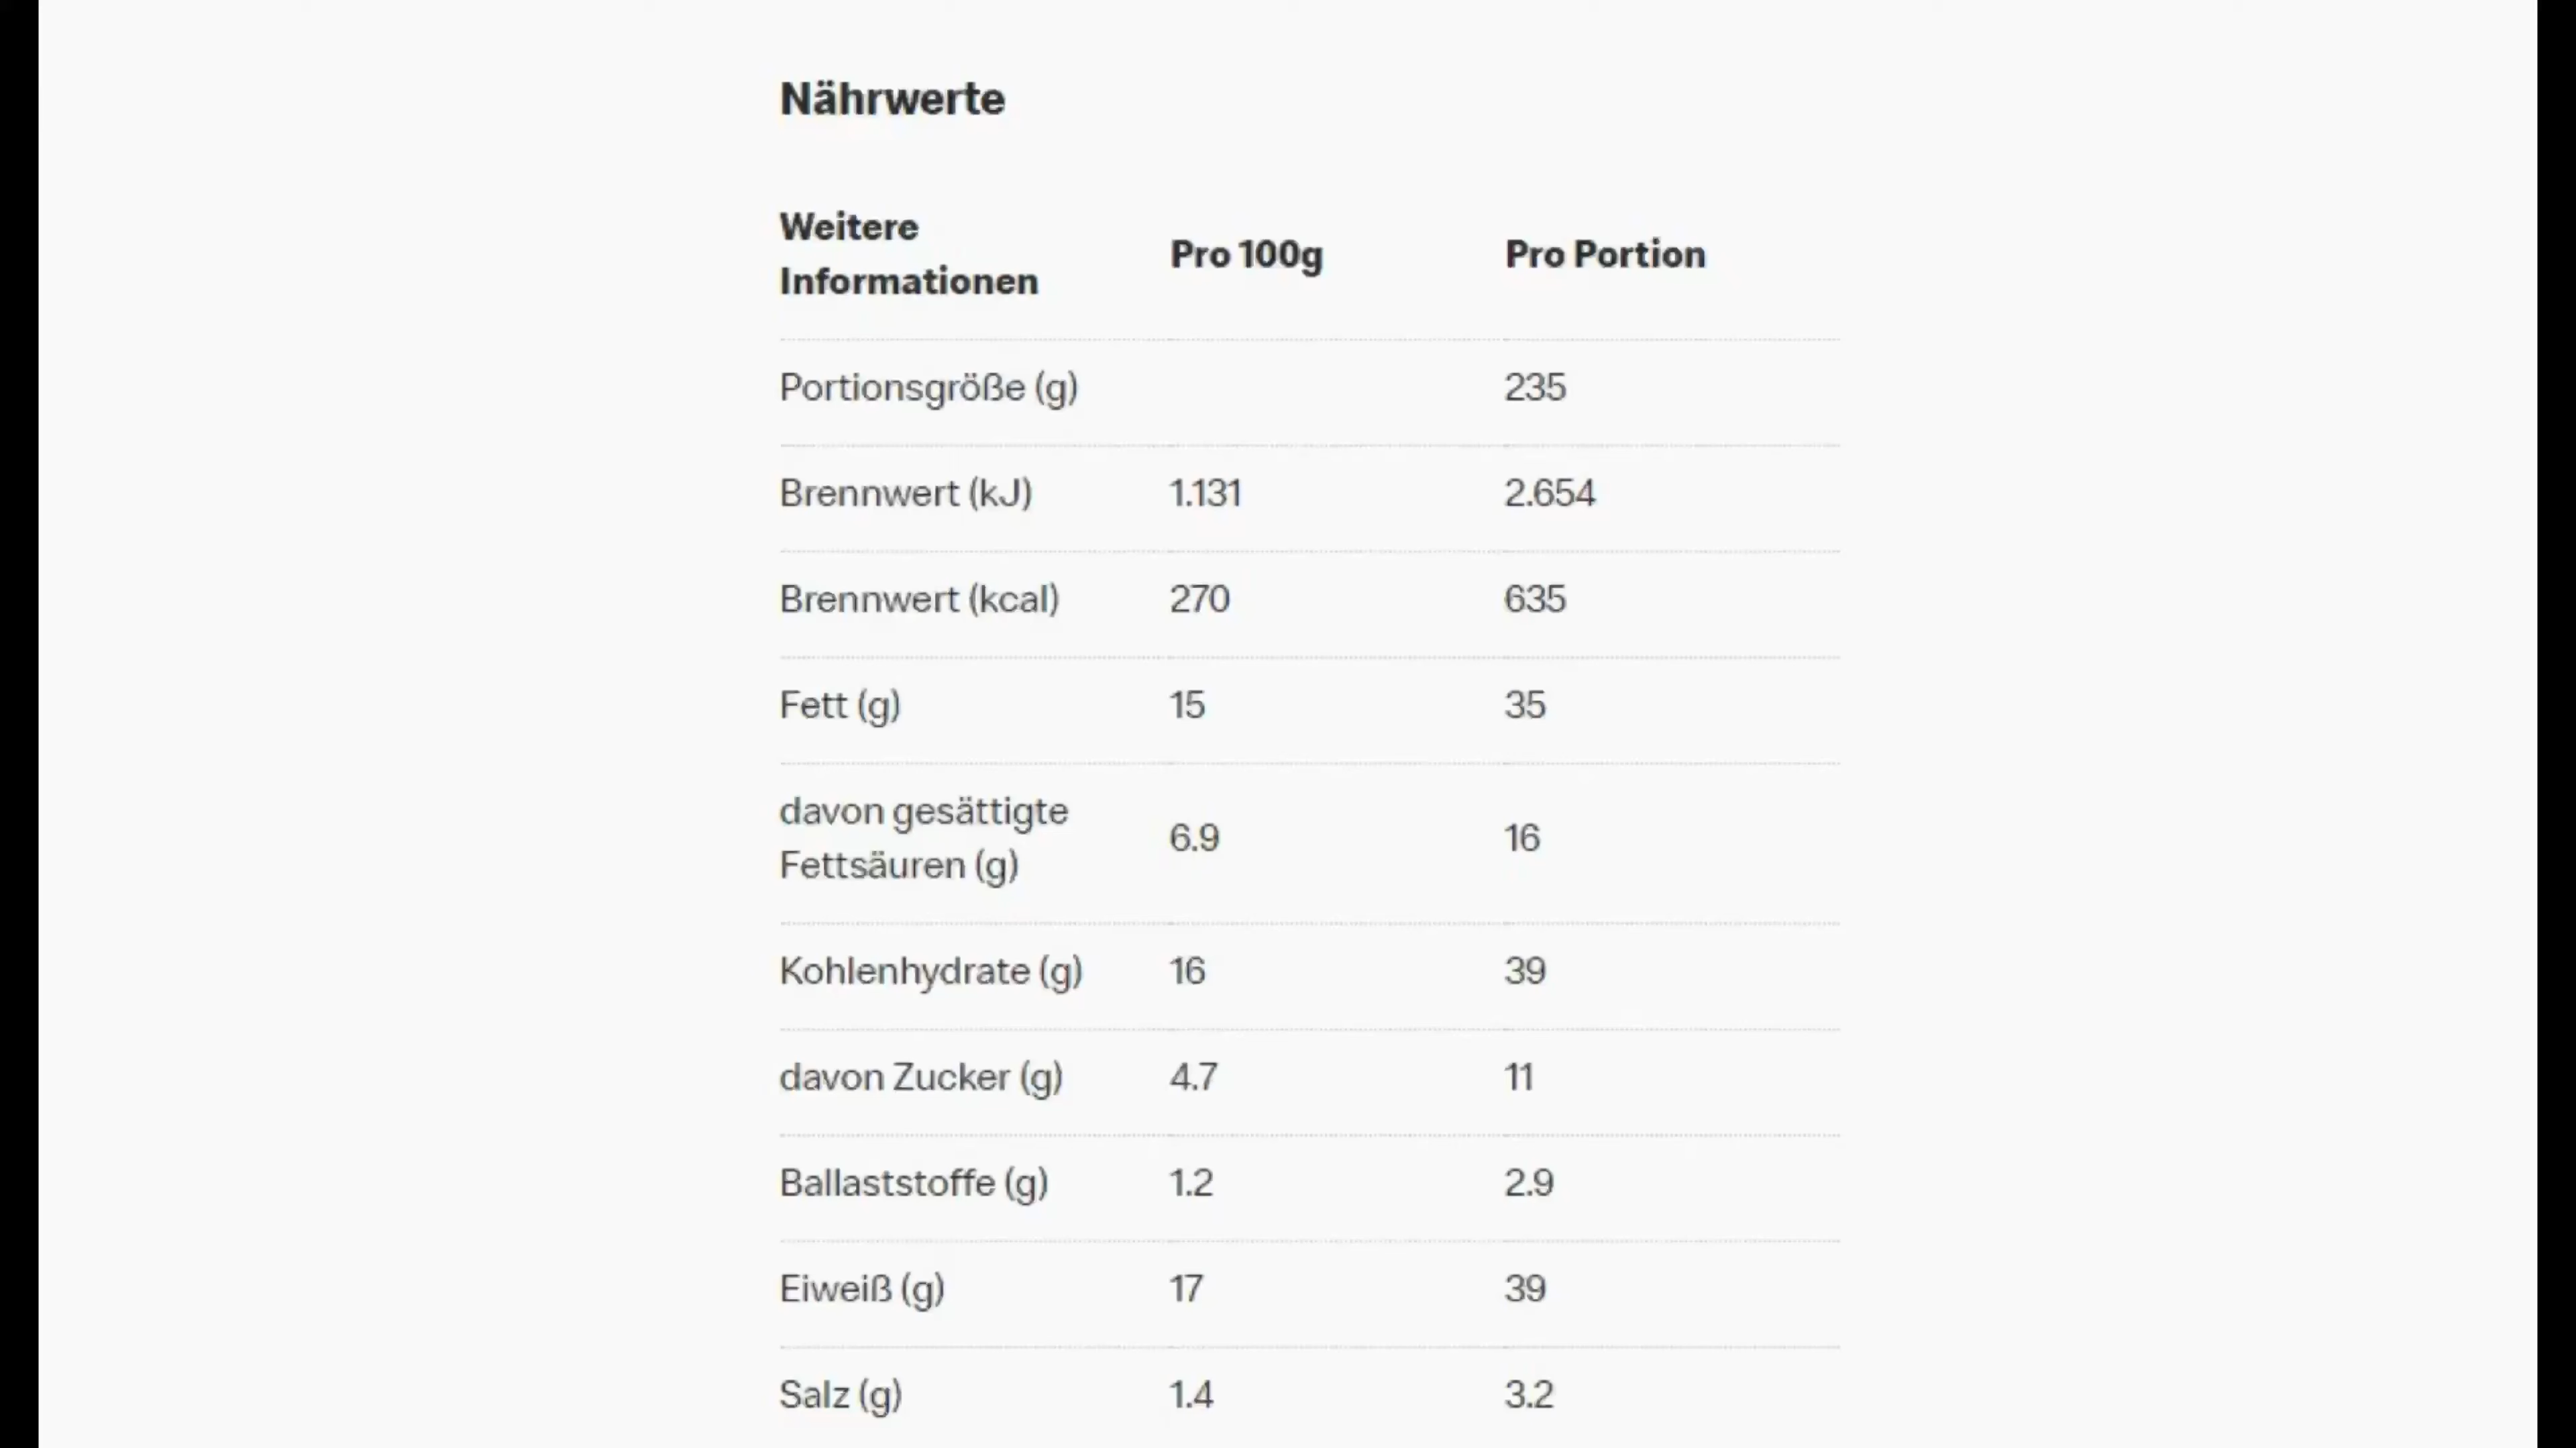 Nährwerte
Weitere
Informationen
Pro 100g
Pro Portion
Portionsgröße (g) 235
Brennwert (kJ) 1.131 2.654
Brennwert (kcal) 270 635
Fett (g) 15 35
davon gesättigte
Fettsäuren (g)
6.9 16
Kohlenhydrate (g) 16 39
davon Zucker (g) 4.7 11
Ballaststoffe (g) 1.2 2.9
Eiweiß (g) 17 39
Salz (g) 1.4 3.2